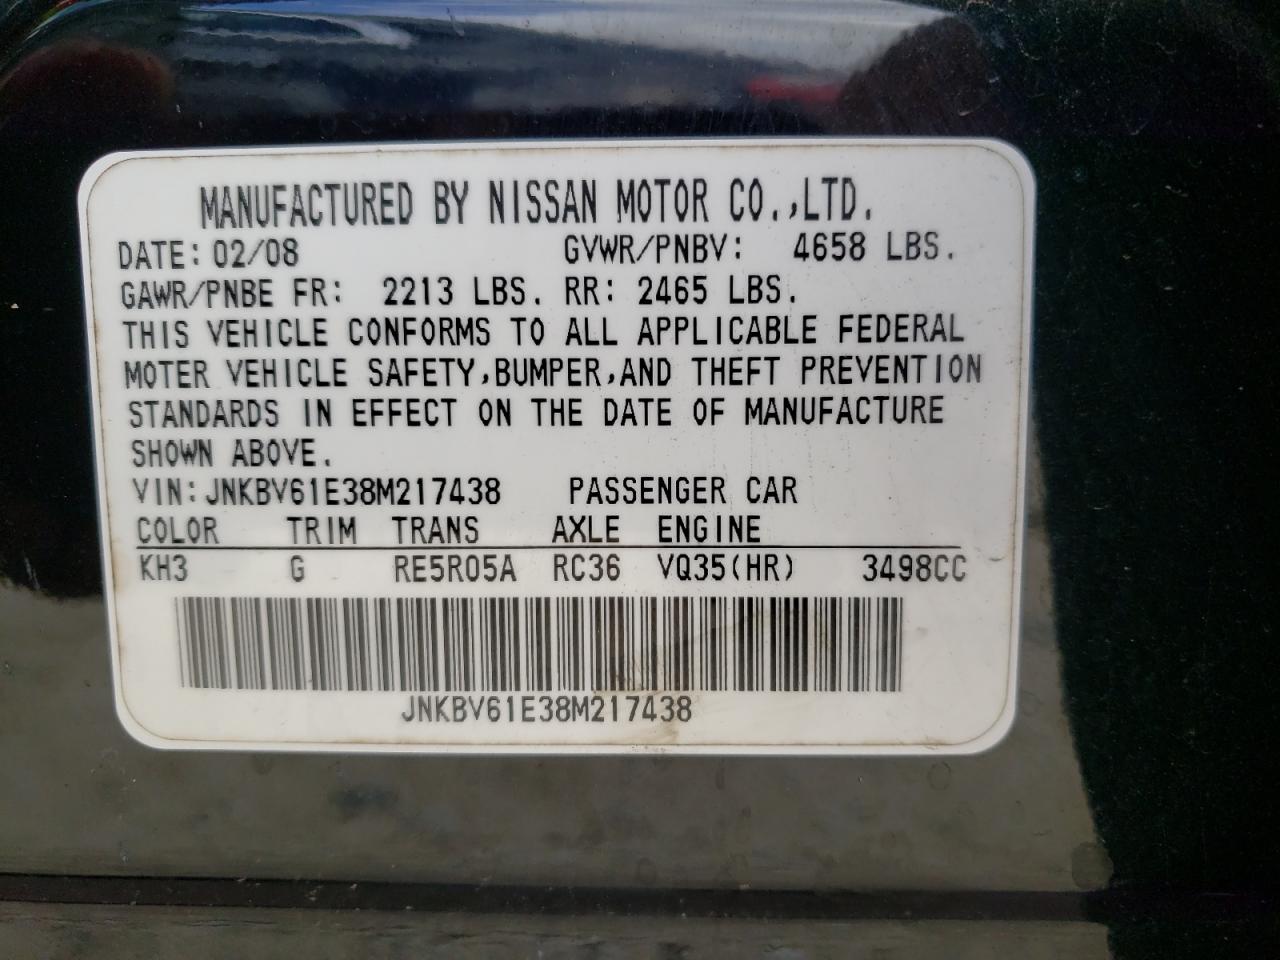 MANUFACTURED BY NISSAN MOTOR CO.,LTD.
DATE: 02/08 GVWR/PNBV: 4658 LBS.
GAWR/PNBE FR: 2213 LBS. RR: 2465 LBS.
THIS VEHICLE CONFORMS TO ALL APPLICABLE FEDERAL
MOTER VEHICLE SAFETY,BUMPER,AND THEFT PREVENTION
STANDARDS IN EFFECT ON THE DATE OF MANUFACTURE
SHOWN ABOVE.
VIN:JNKBV61E38M217438 PASSENGER CAR
COLOR TRIM TRANS AXLE ENGINE
KH3 G RE5R05A RC36 VQ35(HR) 3498CC
JNKBV61E38M217438